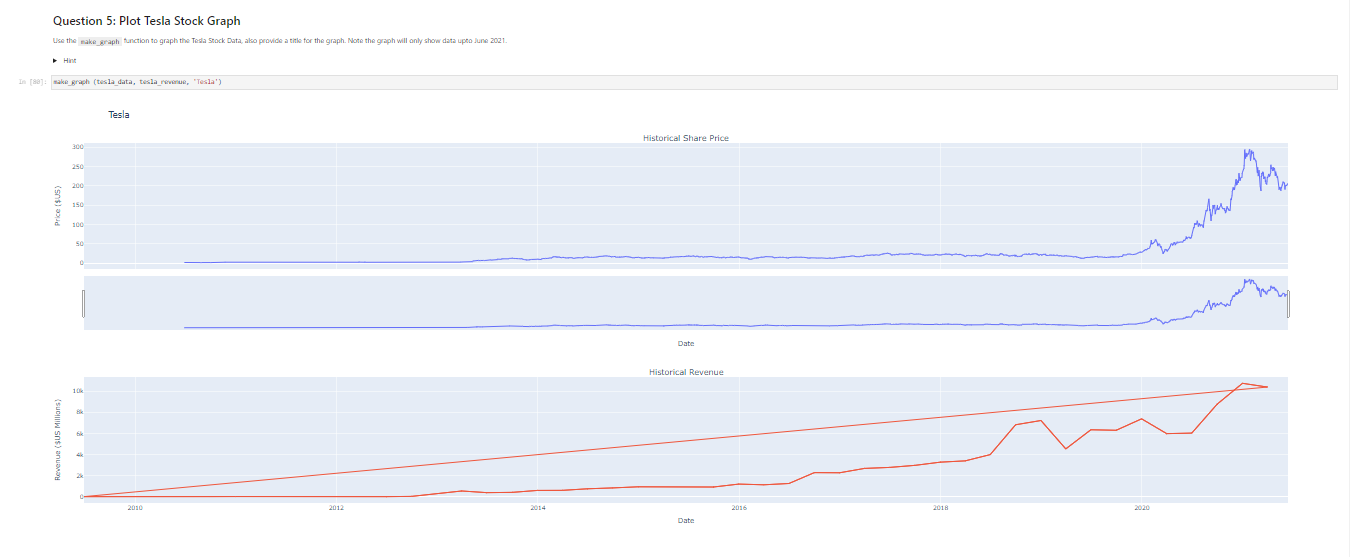 Question 5: Plot Tesla Stock Graph
Use the make_graph function to graph the Tesla Stock Data, also provide a title for the graph. Note the graph will only show data upto June 2021.
Hint
In [80]: make_graph (tesla_data, tesla_revenue, 'Tesla')
Tesla
Historical Share Price
300
250
200
150
100
50
0
Price ($US)
Date
Historical Revenue
10k
8k
6k
4k
2k
0
Revenue ($US Millions)
2010 2012 2014 2016 2018 2020
Date